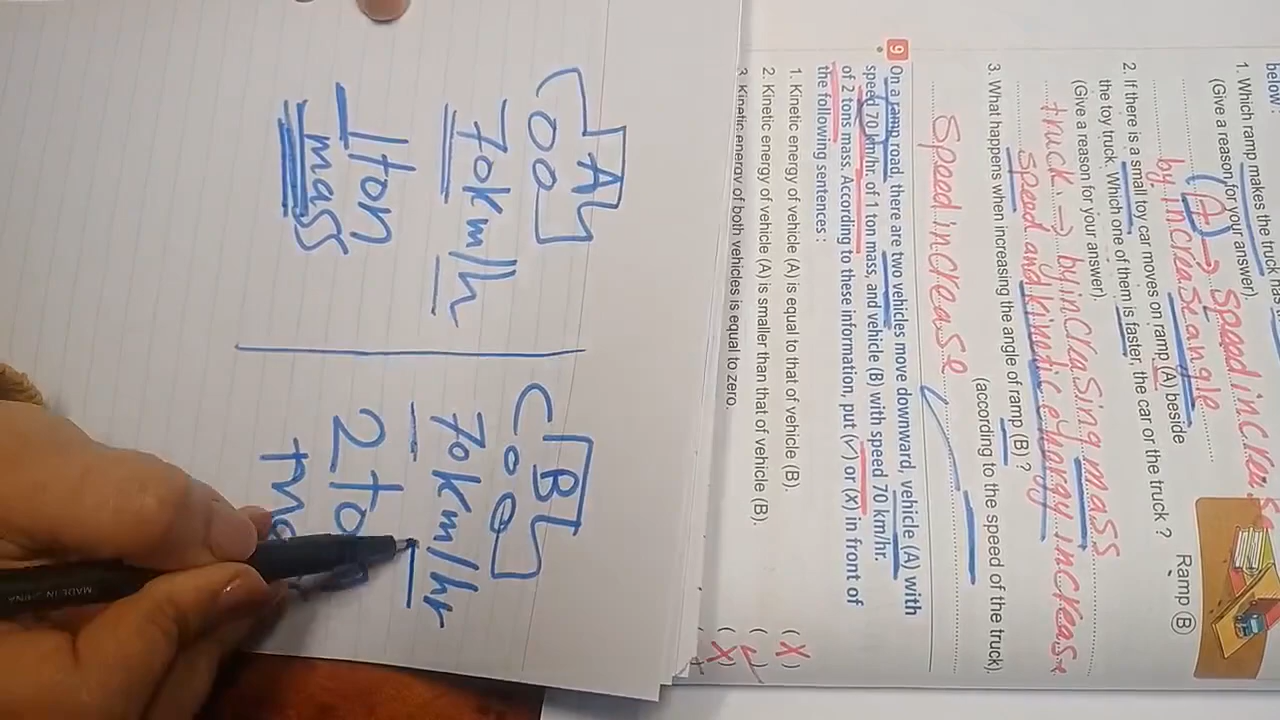 below:
1. Which ramp makes the truck has
(Give a reason for your answer).
(A) → Speed increase
by increase angle
2. If there is a small toy car moves on ramp (A) beside
the toy truck. Which one of them is faster, the car or the truck ?
(Give a reason for your answer).
truck → by inCreasing mass
speed and kinetic
increase
3. What happens when increasing the angle of ramp (B) ?
(according to the speed of the truck).
Speed increase
Ramp B
9 On a ramp road, there are two vehicles move downward, vehicle (A) with
speed 70 km/hr. of 1 ton mass, and vehicle (B) with speed 70 km/hr.
of 2 tons mass. According to these information, put (✓) or (x) in front of
the following sentences :
1. Kinetic energy of vehicle (A) is equal to that of vehicle (B). ( X )
2. Kinetic energy of vehicle (A) is smaller than that of vehicle (B). ( ✓ )
3. Kinetic energy of both vehicles is equal to zero. ( X )
A
70km/h
1ton
mass
B
70km/hr
2
MADE IN CHINA